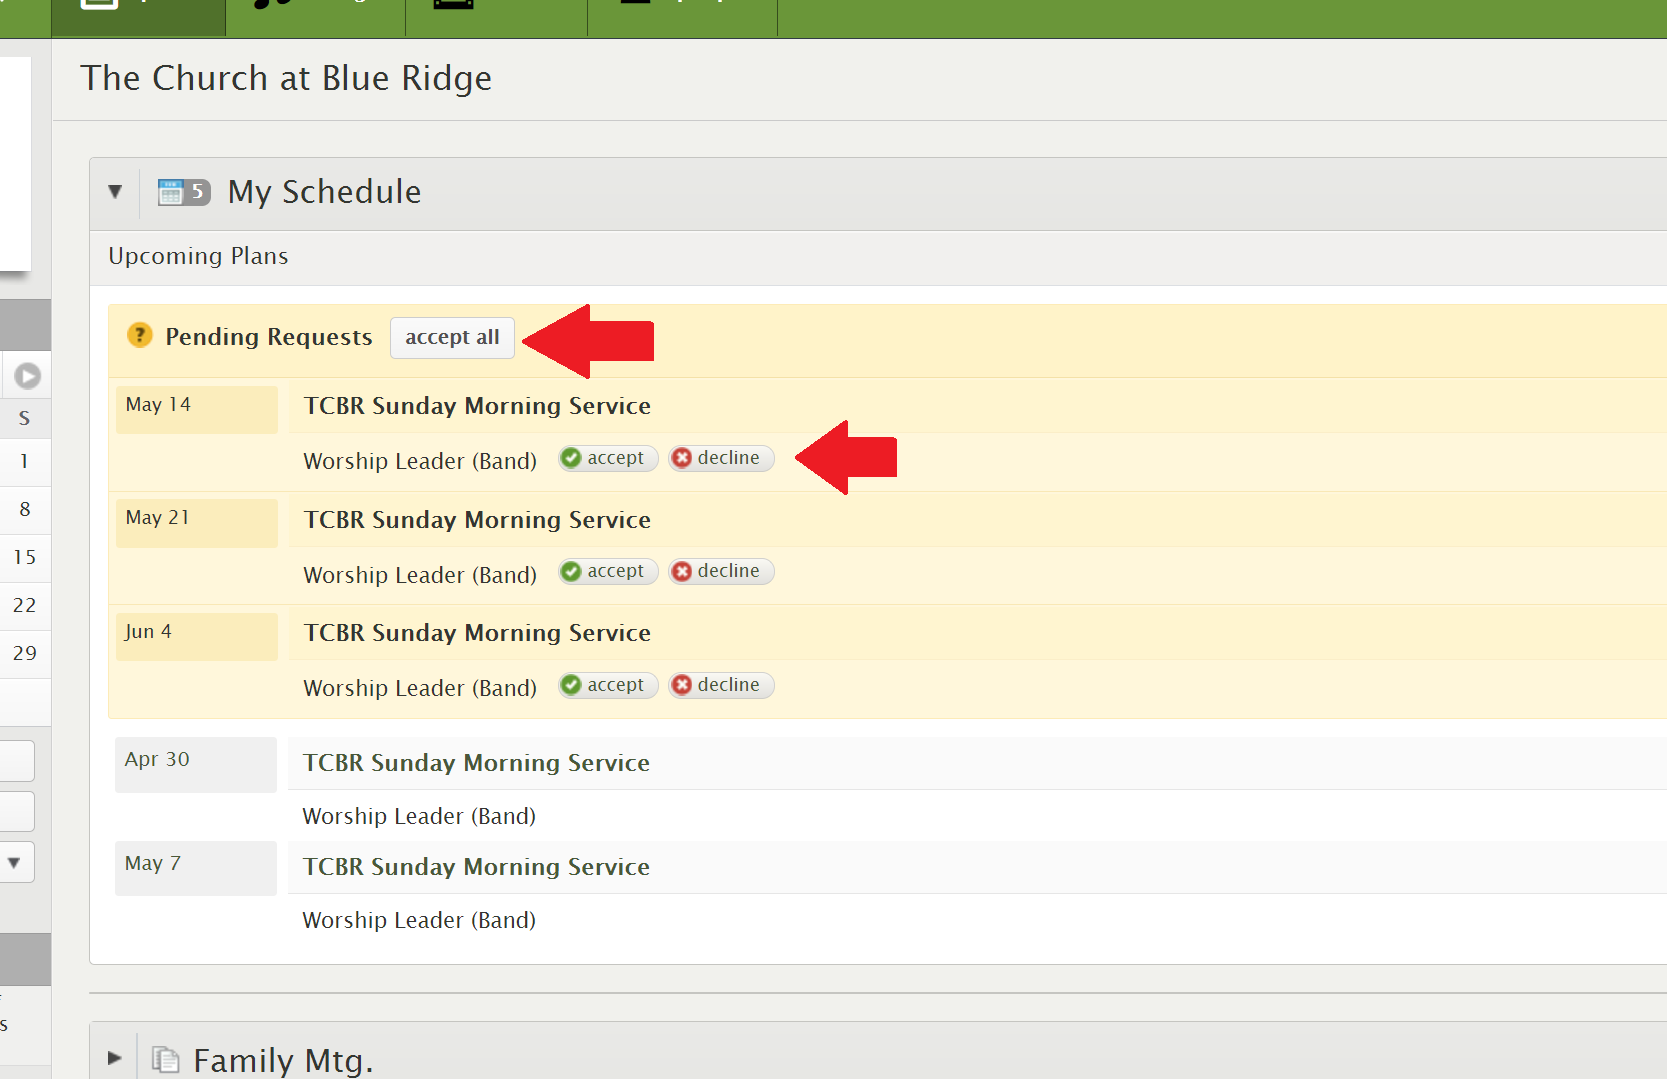 The Church at Blue Ridge
5 My Schedule
Upcoming Plans
? Pending Requests accept all
May 14 TCBR Sunday Morning Service
Worship Leader (Band) accept decline
May 21 TCBR Sunday Morning Service
Worship Leader (Band) accept decline
Jun 4 TCBR Sunday Morning Service
Worship Leader (Band) accept decline
Apr 30 TCBR Sunday Morning Service
Worship Leader (Band)
May 7 TCBR Sunday Morning Service
Worship Leader (Band)
Family Mtg.
S
1
8
15
22
29
s